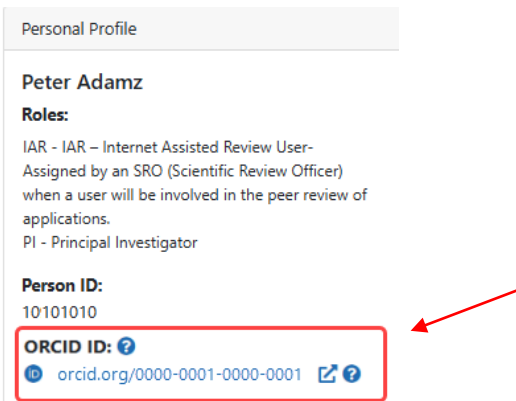 Personal Profile
Peter Adamz
Roles:
IAR - IAR – Internet Assisted Review User-
Assigned by an SRO (Scientific Review Officer)
when a user will be involved in the peer review of
applications.
PI - Principal Investigator
Person ID:
10101010
ORCID ID: ?
iD orcid.org/0000-0001-0000-0001 ?